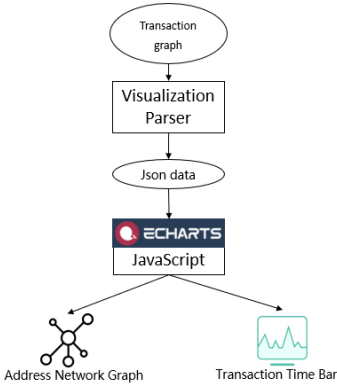 Transaction
graph
Visualization
Parser
Json data
ECHARTS
JavaScript
Address Network Graph
Transaction Time Bar